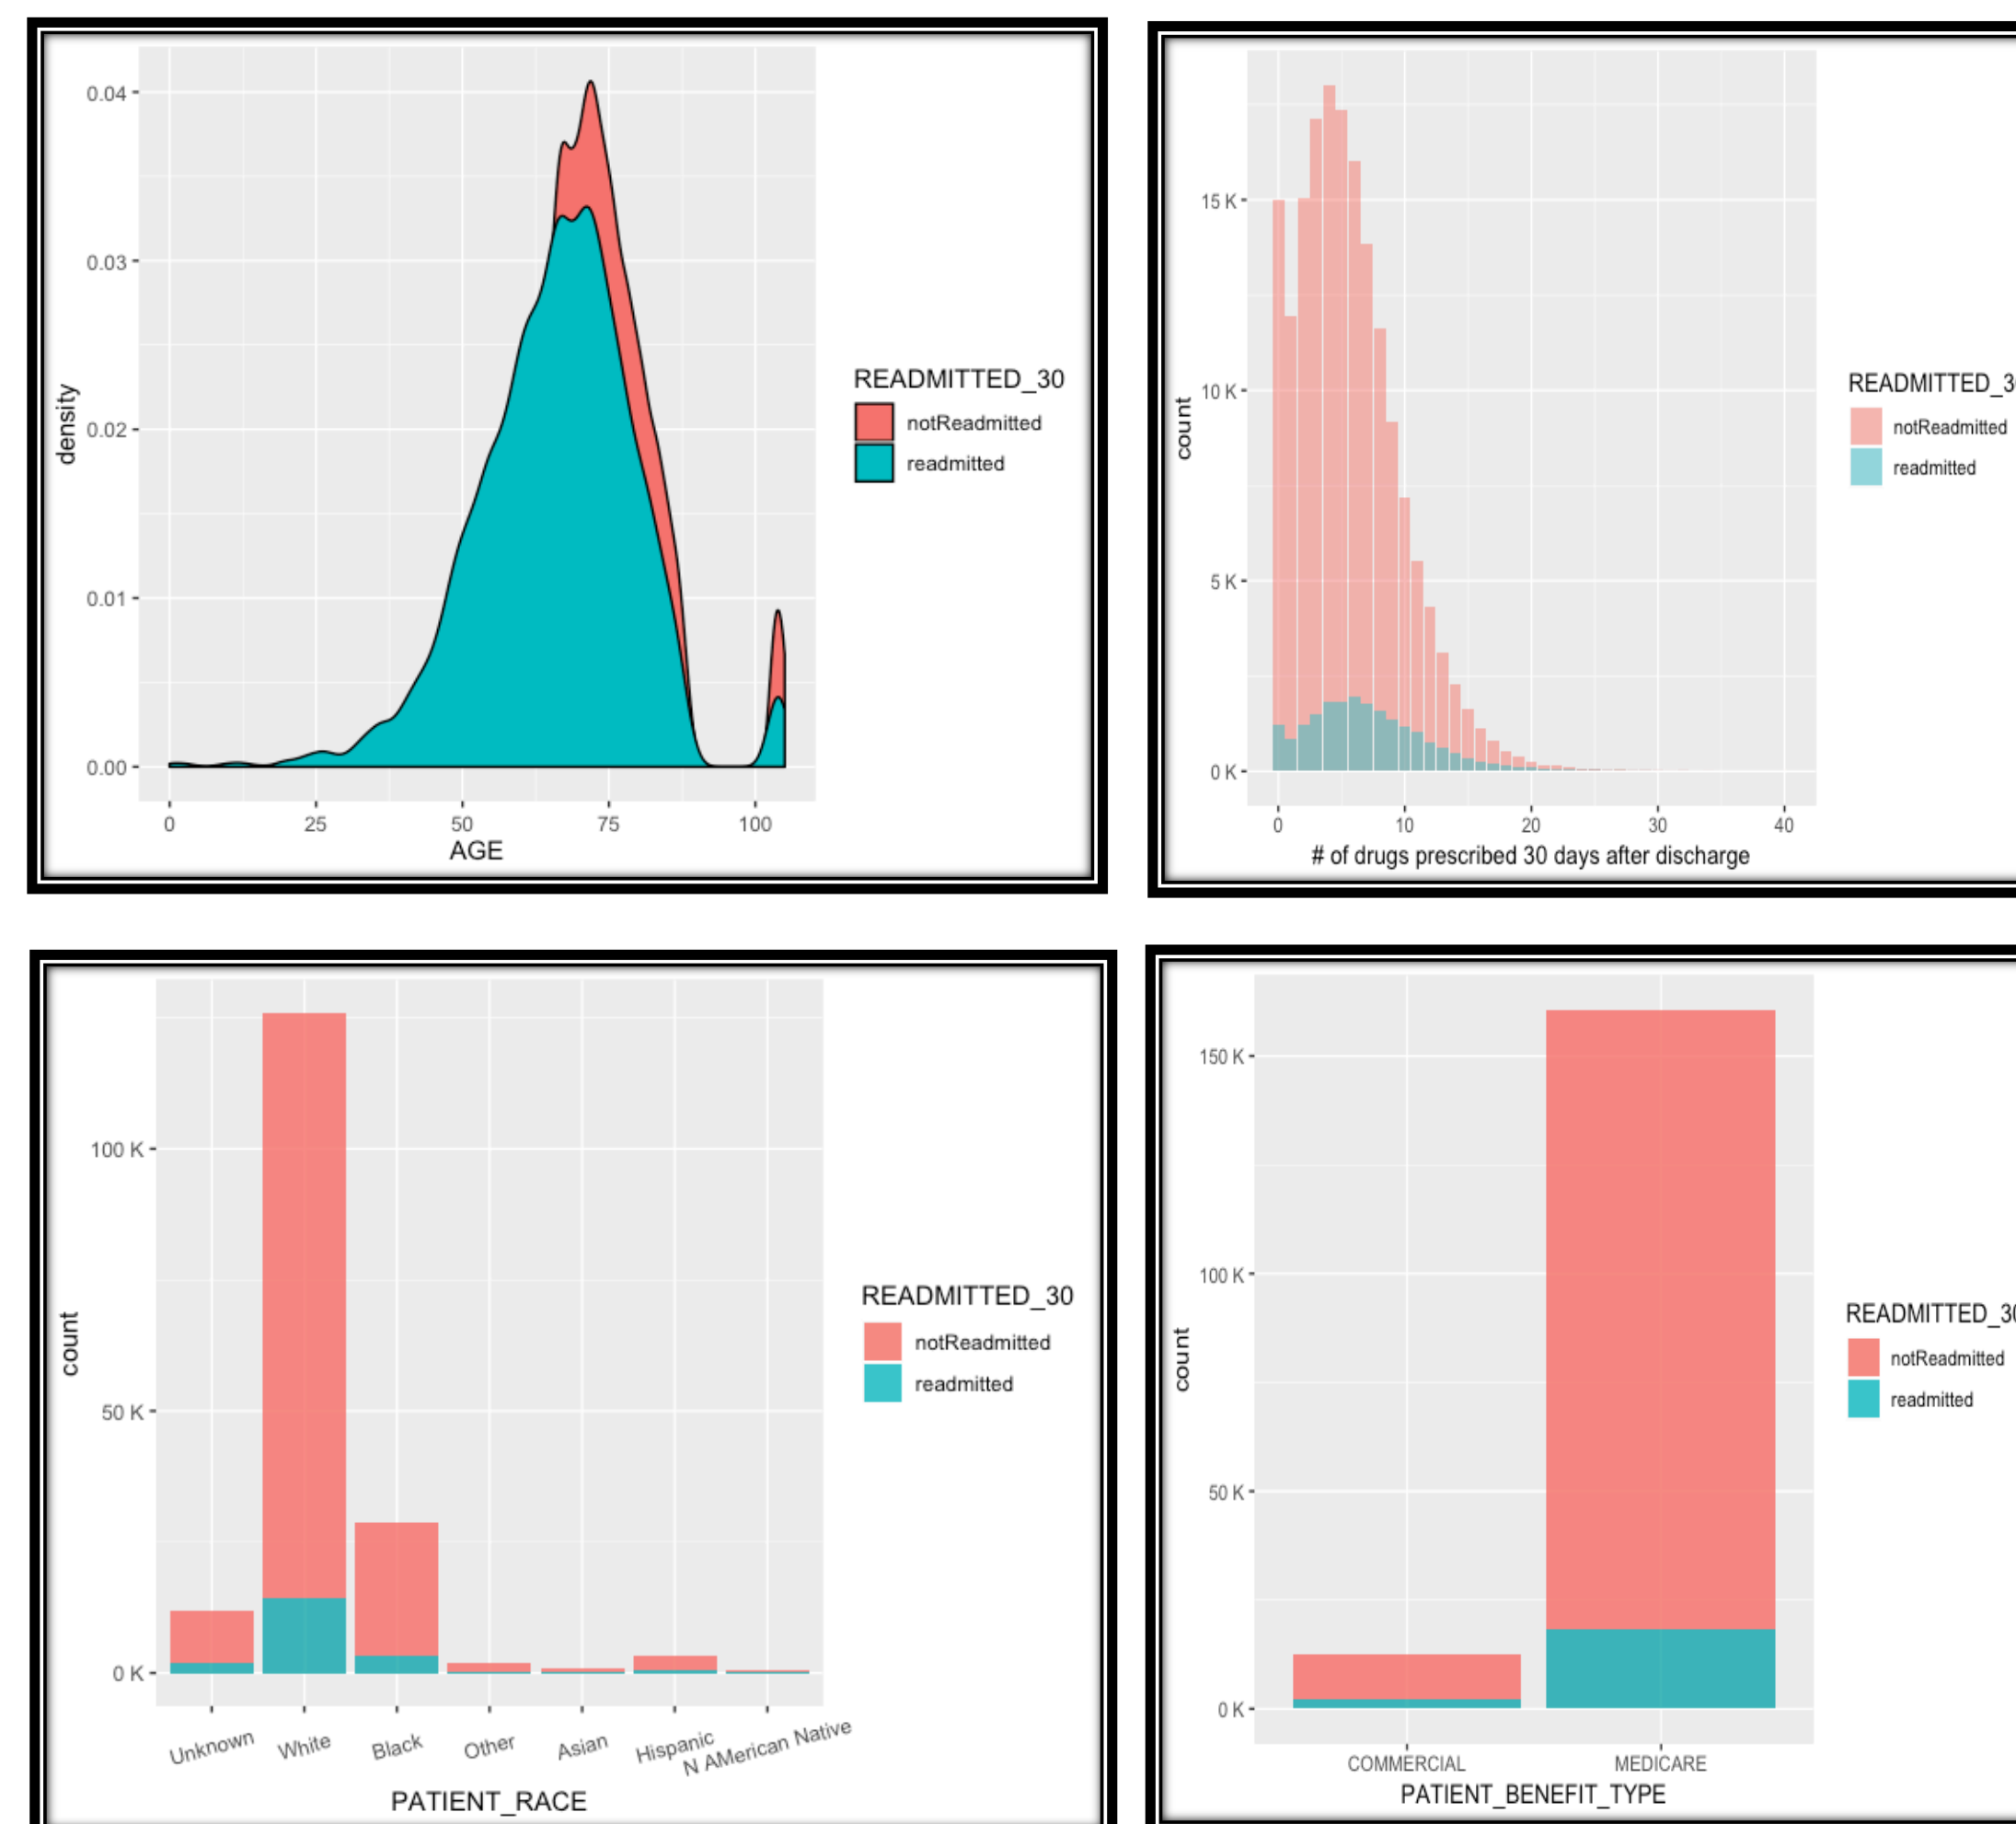 0.04
0.03
0.02
0.01
0.00
density
0
25
50
75
100
AGE
READMITTED_30
notReadmitted
readmitted
15 K
10 K
5 K
0 K
count
0
10
20
30
40
# of drugs prescribed 30 days after discharge
READMITTED_3
notReadmitted
readmitted
100 K
50 K
0 K
count
Unknown
White
Black
Other
Asian
Hispanic
N AMerican Native
PATIENT_RACE
READMITTED_30
notReadmitted
readmitted
150 K
100 K
50 K
0 K
count
COMMERCIAL
MEDICARE
PATIENT_BENEFIT_TYPE
READMITTED_30
notReadmitted
readmitted